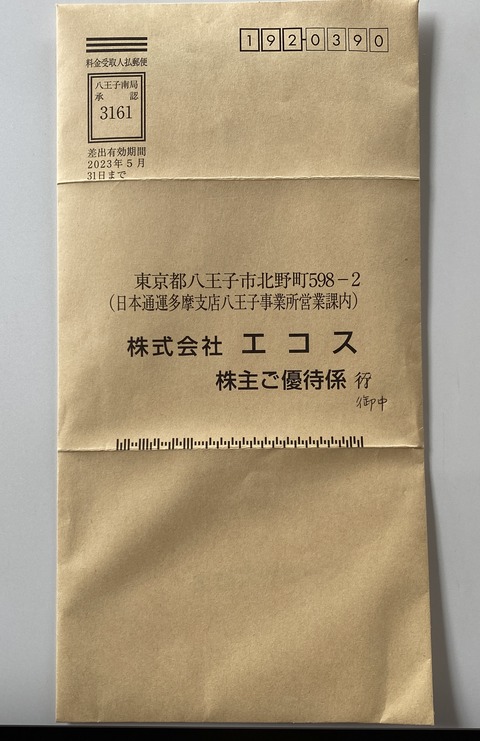 192-0390
料金受取人払郵便
八王子南局
承　認
3161
差出有効期間
2023年5月
31日まで
東京都八王子市北野町598－2
（日本通運多摩支店八王子事業所営業課内）
株式会社 エコス
株主ご優待係 行
御中